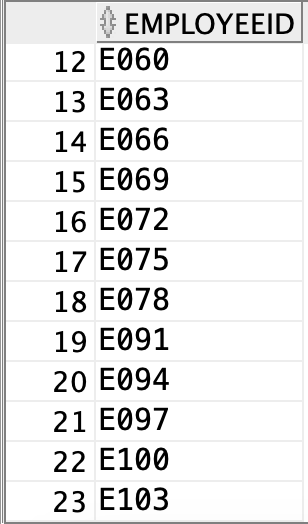 EMPLOYEEID
12 E060
13 E063
14 E066
15 E069
16 E072
17 E075
18 E078
19 E091
20 E094
21 E097
22 E100
23 E103